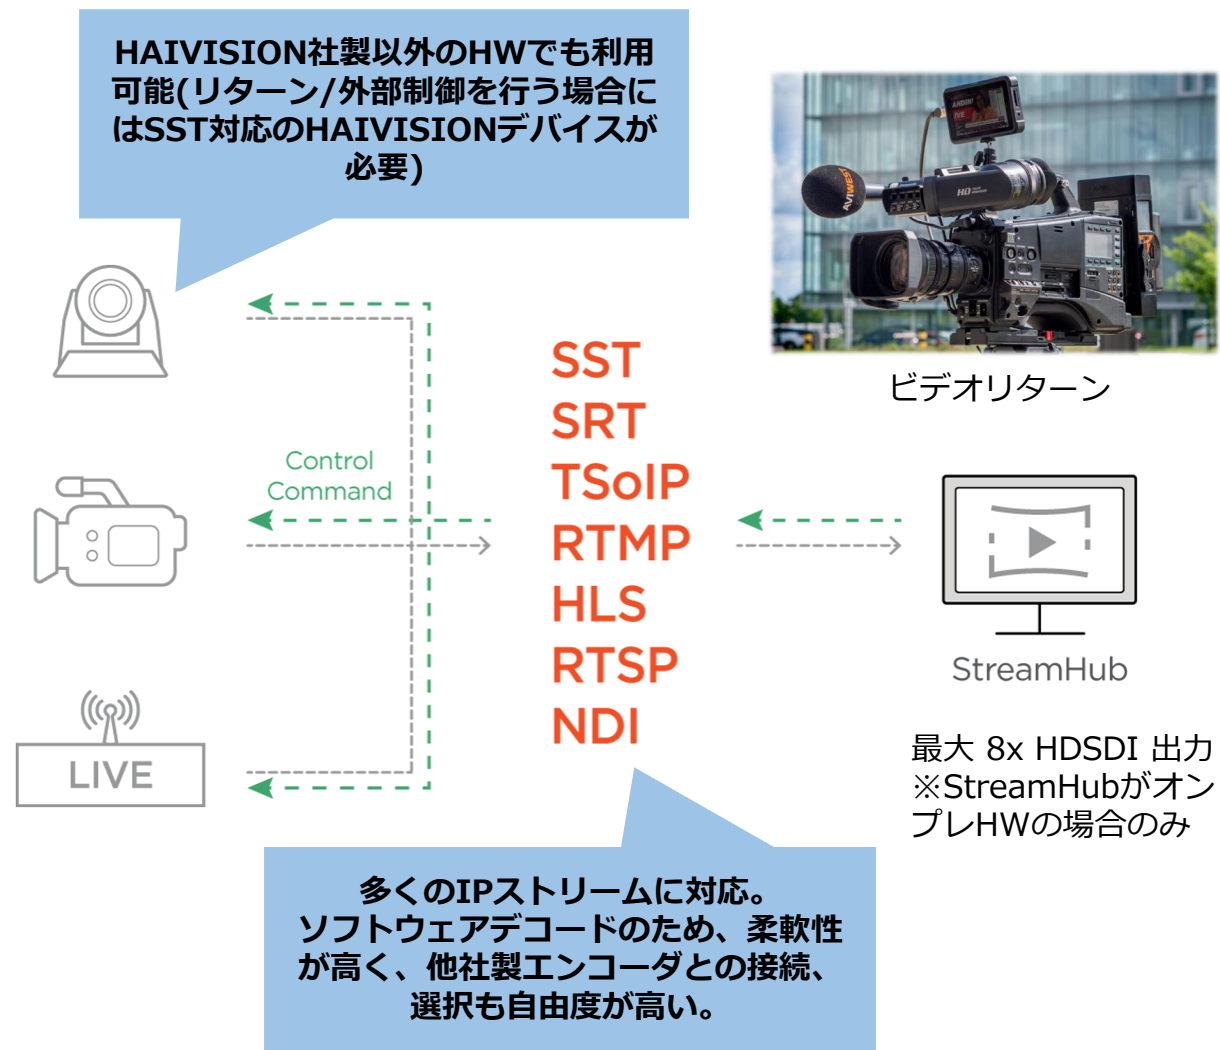 HAIVISION社製以外のHWでも利用
可能(リターン/外部制御を行う場合に
はSST対応のHAIVISIONデバイスが
必要)
ANDINI
LIVE
AVIWEST
HD
ビデオリターン
Control
Command
SST
SRT
TSoIP
RTMP
HLS
RTSP
NDI
StreamHub
LIVE
最大 8x HDSDI 出力
※StreamHubがオン
プレHWの場合のみ
多くのIPストリームに対応。
ソフトウェアデコードのため、柔軟性
が高く、他社製エンコーダとの接続、
選択も自由度が高い。